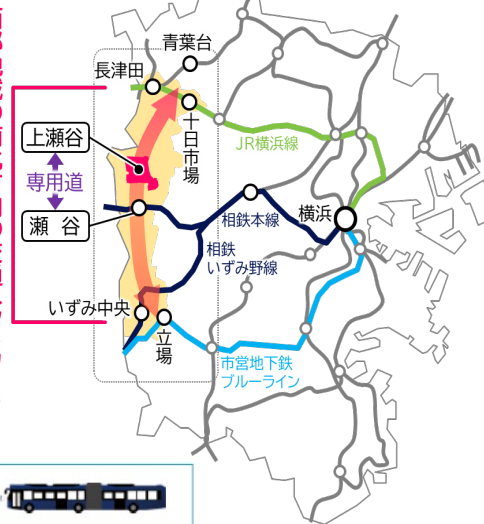 青葉台
長津田
十日市場
上瀬谷
専用道
瀬谷
JR横浜線
相鉄本線
横浜
相鉄
いずみ野線
いずみ中央
立場
市営地下鉄
ブルーライン